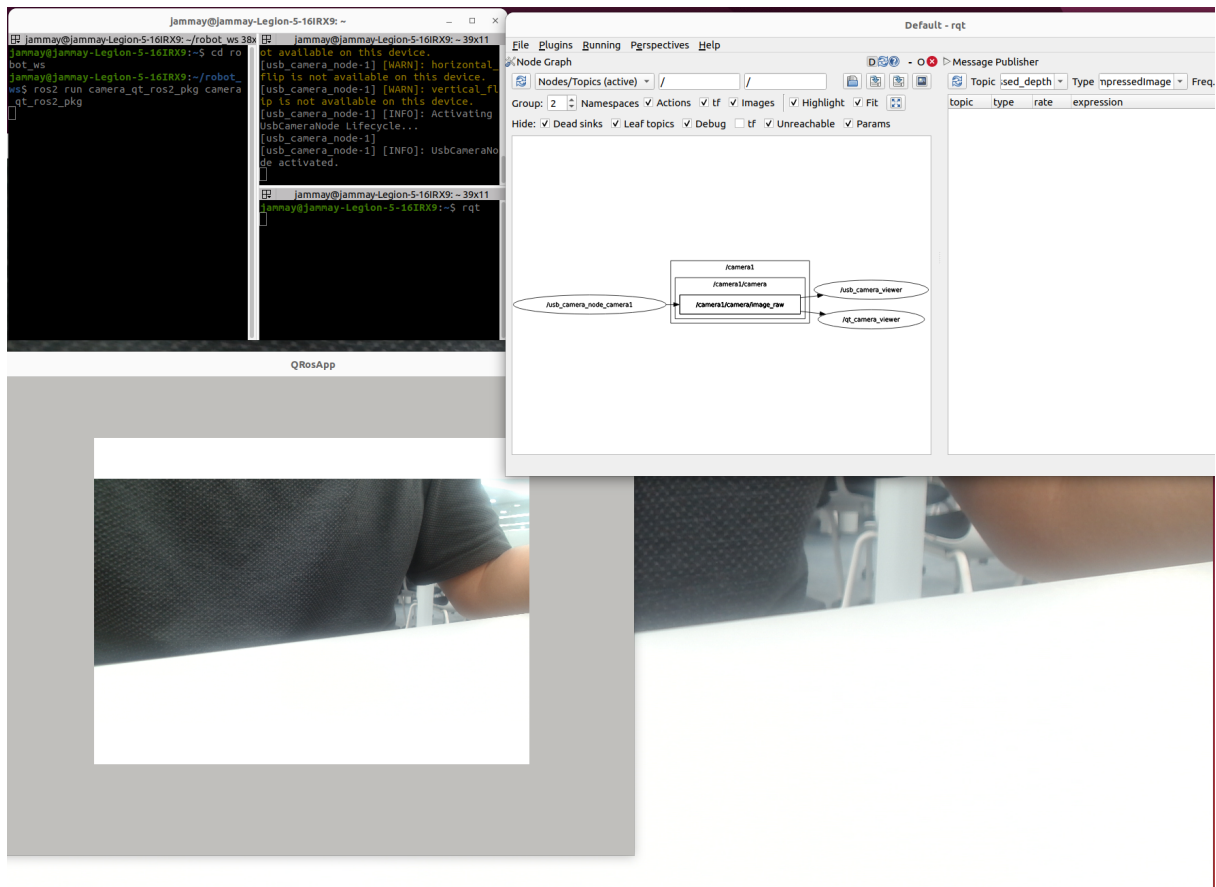 jammay@jammay-Legion-5-16IRX9: ~
jammay@jammay-Legion-5-16IRX9: ~/robot_ws 38x
jammay@jammay-Legion-5-16IRX9:~$ cd ro
bot_ws
jammay@jammay-Legion-5-16IRX9:~/robot_
ws$ ros2 run camera_qt_ros2_pkg camera
_qt_ros2_pkg
jammay@jammay-Legion-5-16IRX9: ~ 39x11
ot available on this device.
[usb_camera_node-1] [WARN]: horizontal_
flip is not available on this device.
[usb_camera_node-1] [WARN]: vertical_fl
ip is not available on this device.
[usb_camera_node-1] [INFO]: Activating
UsbCameraNode Lifecycle...
[usb_camera_node-1]
[usb_camera_node-1] [INFO]: UsbCameraNo
de activated.
jammay@jammay-Legion-5-16IRX9: ~ 39x11
jammay@jammay-Legion-5-16IRX9:~$ rqt
Default - rqt
File Plugins Running Perspectives Help
Node Graph
D - O
Nodes/Topics (active) / /
Group: 2 Namespaces Actions tf Images Highlight Fit
Hide: Dead sinks Leaf topics Debug tf Unreachable Params
/camera1
/camera1/camera
/usb_camera_node_camera1
/camera1/camera/image_raw
/usb_camera_viewer
/qt_camera_viewer
Message Publisher
Topic sed_depth Type mpressedImage Freq.
topic type rate expression
QRosApp